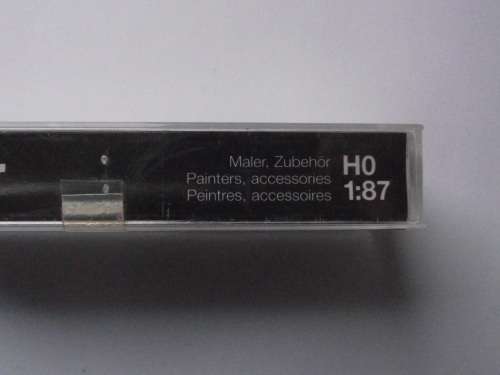 Maler, Zubehör
Painters, accessories
Peintres, accessoires
H0
1:87